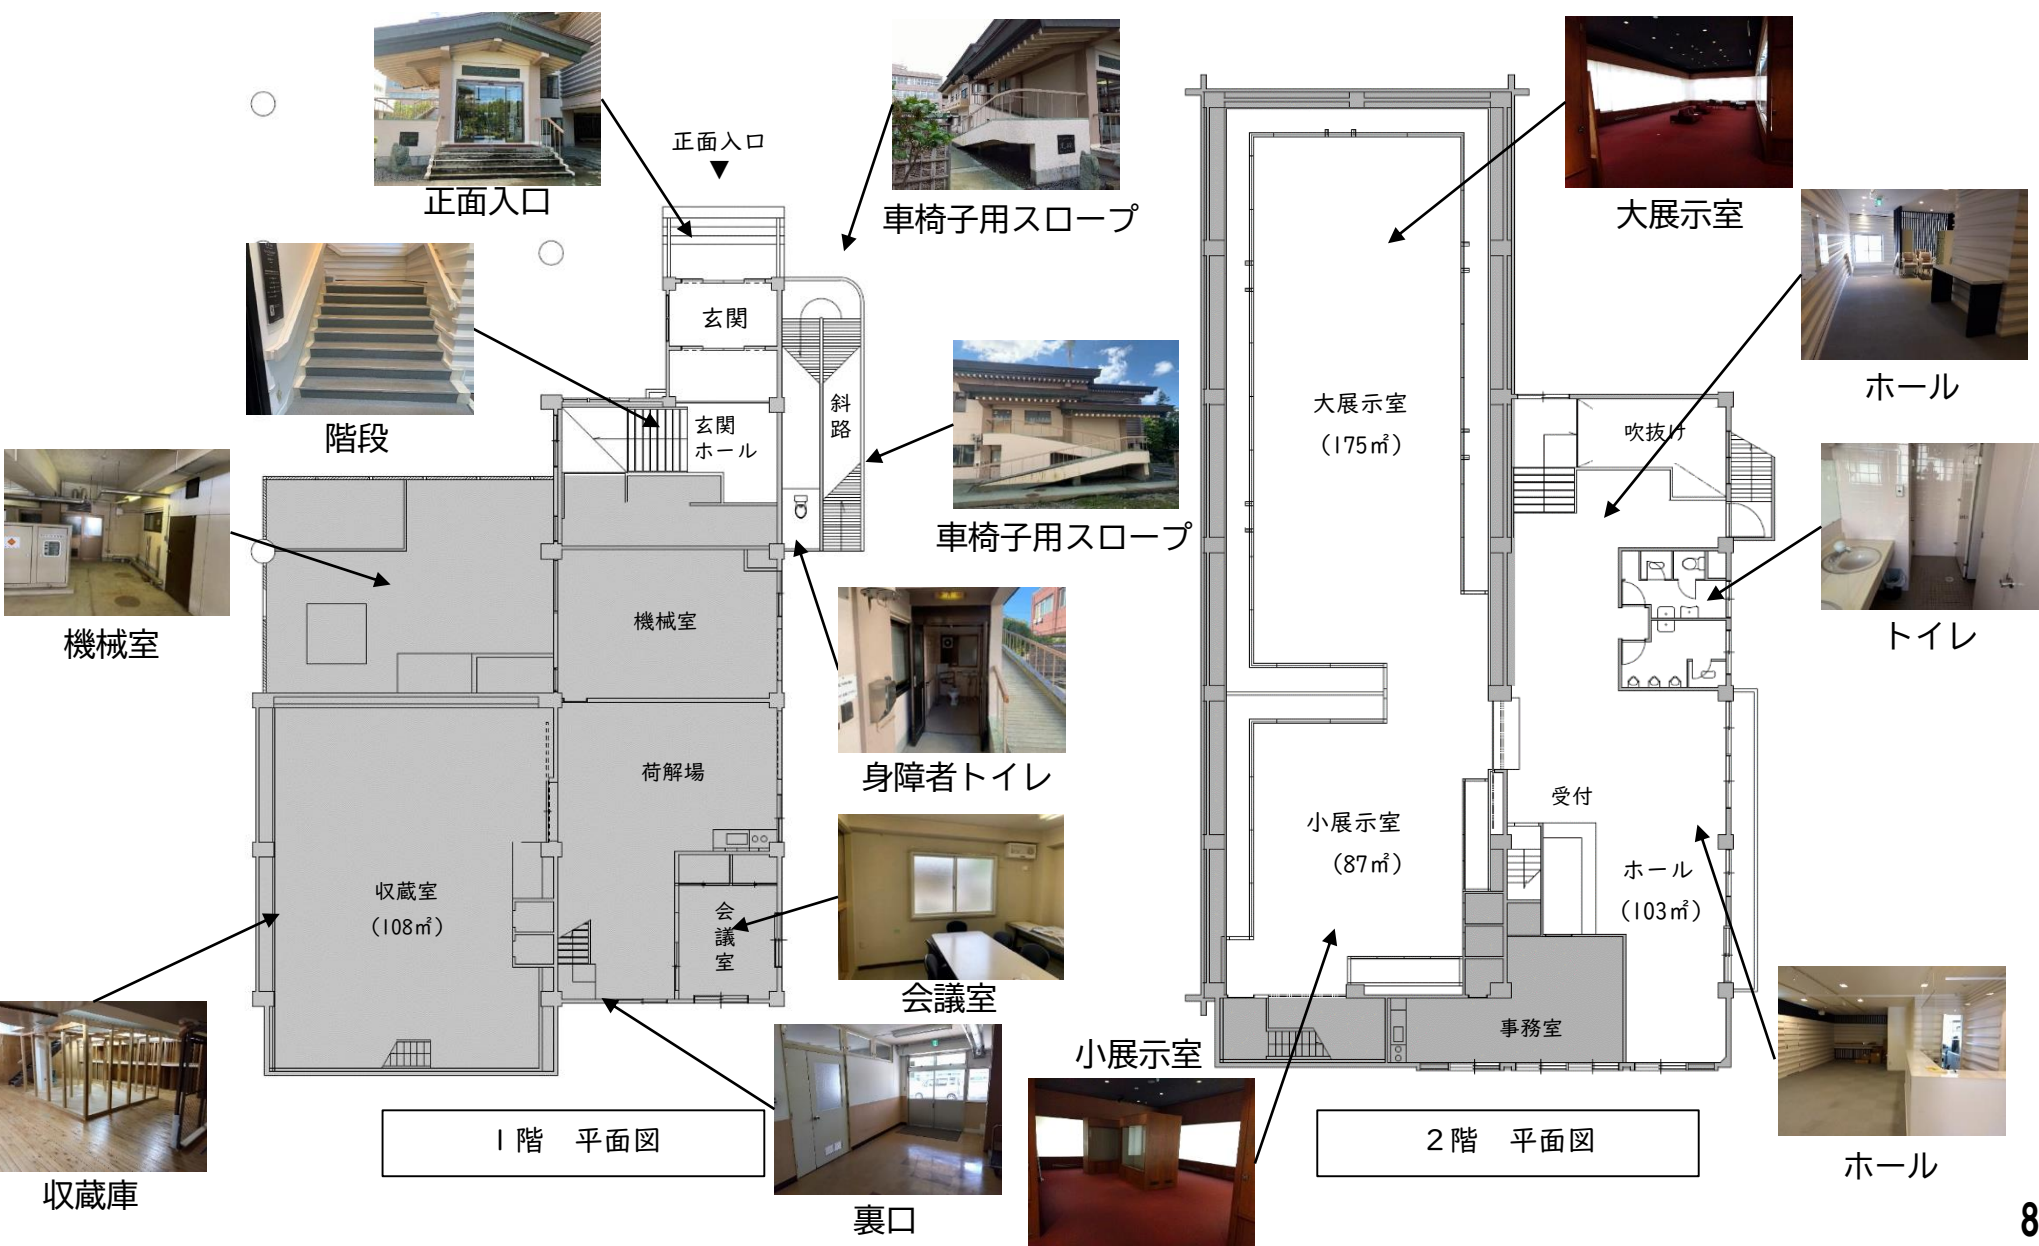 正面入口
正面入口
▼
車椅子用スロープ
階段
玄関
玄関
ホール
斜路
車椅子用スロープ
機械室
機械室
身障者トイレ
荷解場
収蔵室
(108㎡)
会議室
会議室
収蔵庫
裏口
1階 平面図
大展示室
大展示室
(175㎡)
ホール
吹抜け
トイレ
受付
小展示室
(87㎡)
ホール
(103㎡)
事務室
小展示室
ホール
2階 平面図
8